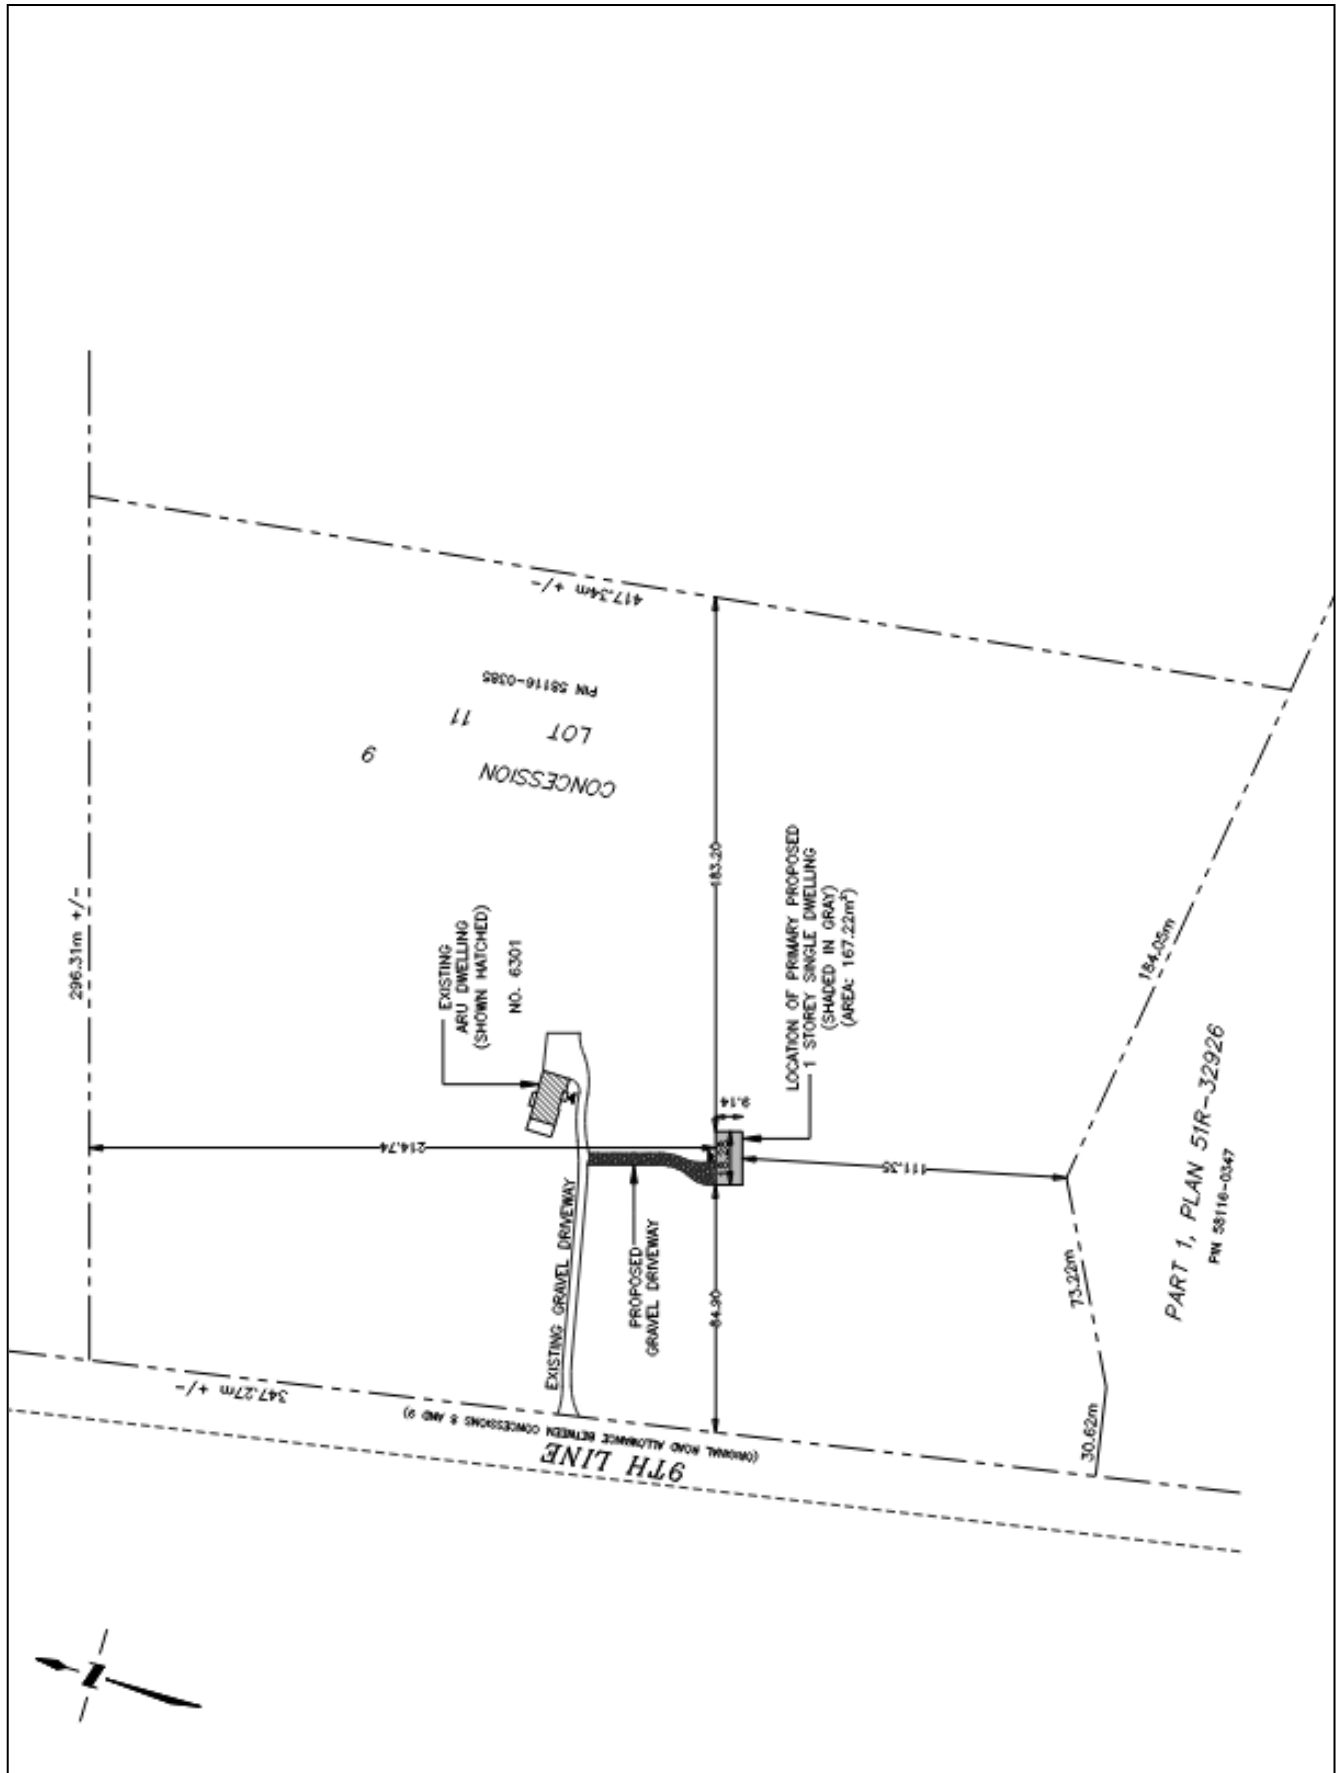 296.31m +/-
417.34m +/-
PIN 58116-0385
LOT 11
CONCESSION 9
EXISTING
ARU DWELLING
(SHOWN HATCHED)
NO. 6301
183.20
LOCATION OF PRIMARY PROPOSED
1 STOREY SINGLE DWELLING
(SHADED IN GRAY)
(AREA: 167.22m²)
9.14
18.28
214.74
111.35
184.05m
PART 1, PLAN 51R-32926
PIN 58116-0347
73.22m
30.62m
EXISTING GRAVEL DRIVEWAY
PROPOSED
GRAVEL DRIVEWAY
84.90
347.27m +/-
(ORIGINAL ROAD ALLOWANCE BETWEEN CONCESSIONS 8 AND 9)
9TH LINE